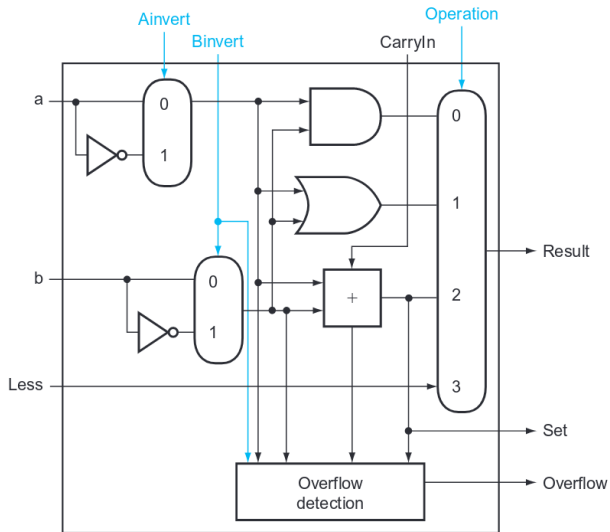 Ainvert
Binvert
CarryIn
Operation
a
0
1
0
1
b
0
1
+
2
Result
Less
3
Set
Overflow
detection
Overflow